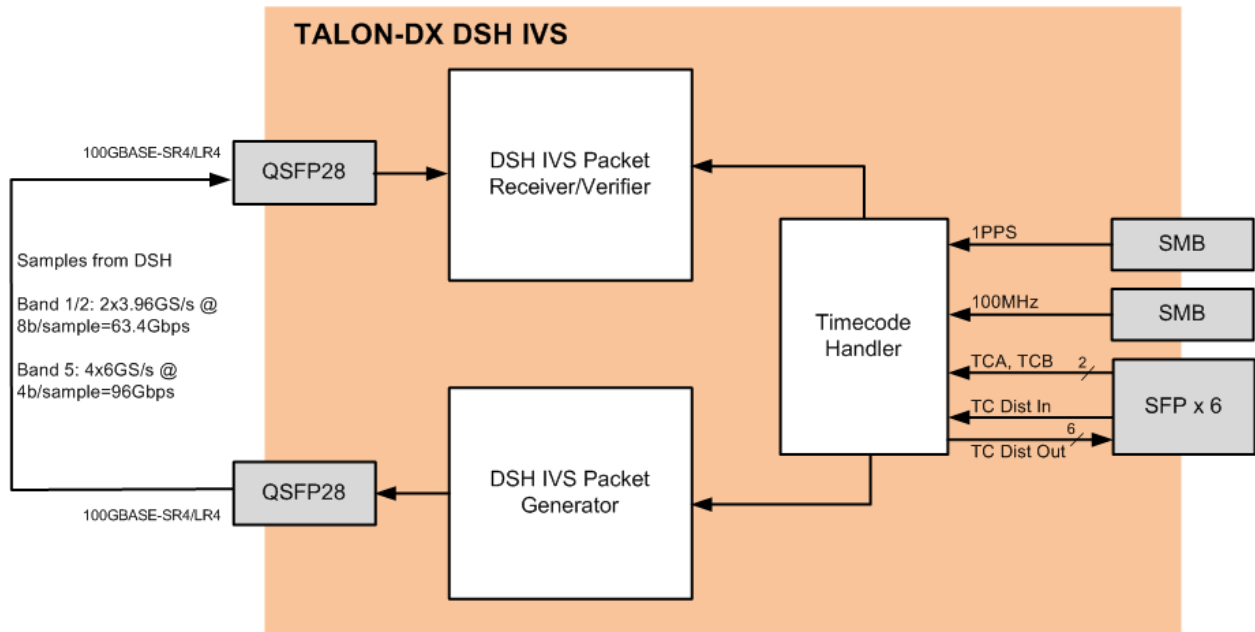 TALON-DX DSH IVS
100GBASE-SR4/LR4
QSFP28
DSH IVS Packet
Receiver/Verifier
Samples from DSH
Band 1/2: 2x3.96GS/s @
8b/sample=63.4Gbps
Band 5: 4x6GS/s @
4b/sample=96Gbps
Timecode
Handler
1PPS
SMB
100MHz
SMB
TCA, TCB
2
TC Dist In
6
TC Dist Out
SFP x 6
QSFP28
100GBASE-SR4/LR4
DSH IVS Packet
Generator